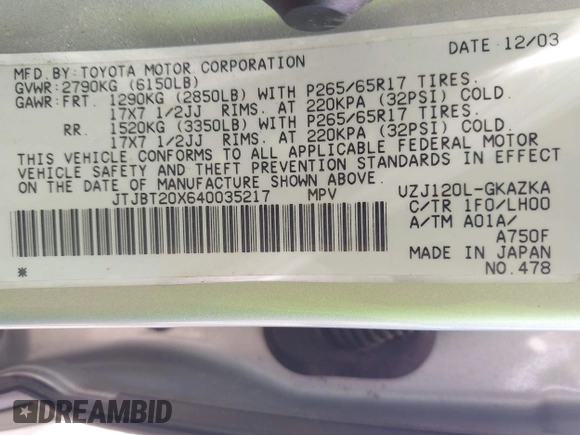 DATE 12/03
MFD.BY:TOYOTA MOTOR CORPORATION
GVWR:2790KG (6150LB)
GAWR:FRT. 1290KG (2850LB) WITH P265/65R17 TIRES.
17X7 1/2JJ RIMS. AT 220KPA (32PSI) COLD.
RR. 1520KG (3350LB) WITH P265/65R17 TIRES.
17X7 1/2JJ RIMS. AT 220KPA (32PSI) COLD.
THIS VEHICLE CONFORMS TO ALL APPLICABLE FEDERAL MOTOR
VEHICLE SAFETY AND THEFT PREVENTION STANDARDS IN EFFECT
ON THE DATE OF MANUFACTURE SHOWN ABOVE.
JTJBT20X640035217 MPV
UZJ120L-GKAZKA
C/TR 1F0/LH00
A/TM A01A/
A750F
MADE IN JAPAN
NO.478
*
DREAMBID